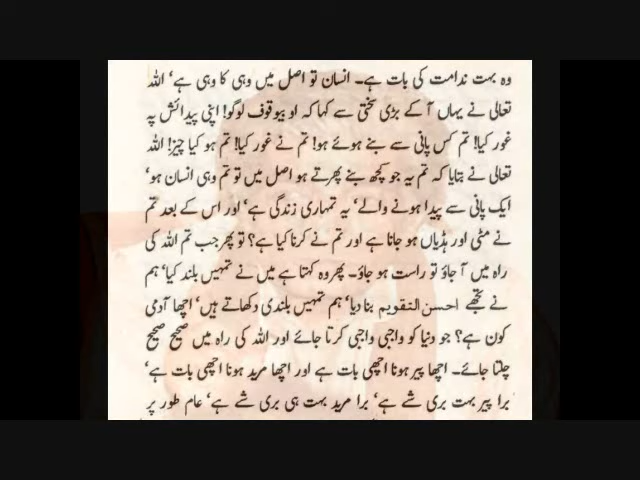 وہ بہت ندامت کی بات ہے۔ انسان تو اصل میں وہی کا وہی ہے، اللہ
تعالیٰ نے یہاں آکے بڑی سختی سے کہا کہ او بیوقوف لوگو! اپنی پیدائش پہ
غور کیا! تم کس پانی سے بنے ہوئے ہو! تم نے غور کیا! تم ہو کیا چیز! اللہ
تعالیٰ نے بتایا کہ تم یہ جو کچھ بنے پھرتے ہو اصل میں تو تم وہی انسان ہو،
ایک پانی سے پیدا ہونے والے، یہ تمہاری زندگی ہے، اور اس کے بعد تم
نے مٹی اور ہڈیاں ہو جانا ہے اور تم نے کرنا کیا ہے؟ تو پھر جب تم اللہ کی
راہ میں آ جاؤ تو راست ہو جاؤ۔ پھر وہ کہتا ہے میں نے تمہیں بلند کیا، ہم
نے تجھے احسن التقویم بنا دیا، ہم تمہیں بلندی دکھاتے ہیں، اچھا آدمی
کون ہے؟ جو دنیا کو واجبی واجبی کرتا جائے اور اللہ کی راہ میں صحیح صحیح
چلتا جائے۔ اچھا پیر ہونا اچھی بات ہے اور اچھا مرید ہونا اچھی بات ہے،
برا پیر بہت بری شے ہے، برا مرید بہت ہی بری شے ہے، عام طور پر